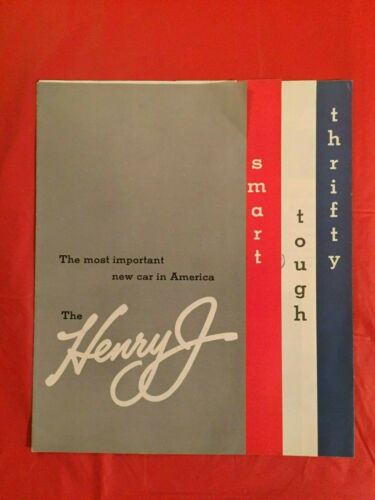 The most important
new car in America
The
Henry J
smart
tough
thrifty